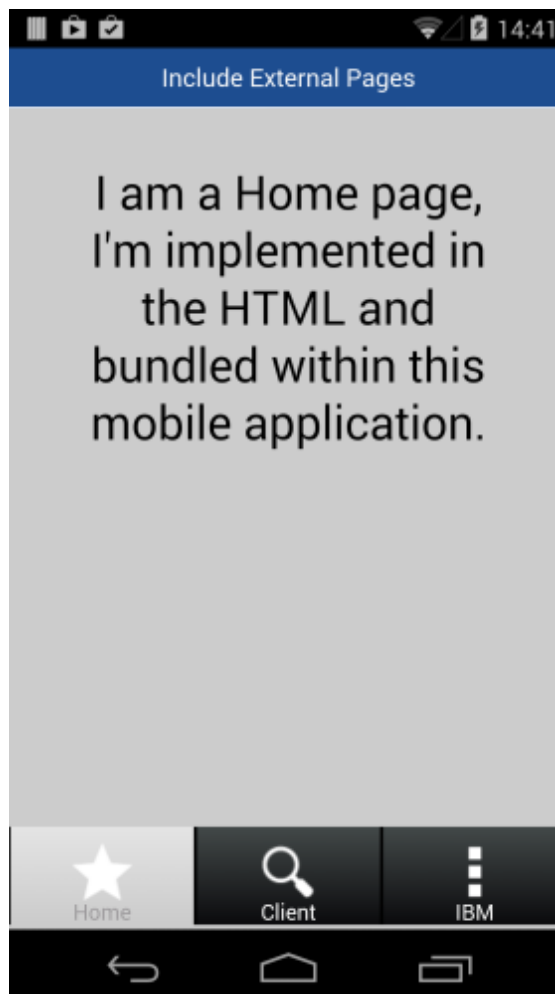 14:41
Include External Pages
I am a Home page,
I'm implemented in
the HTML and
bundled within this
mobile application.
Home
Client
IBM